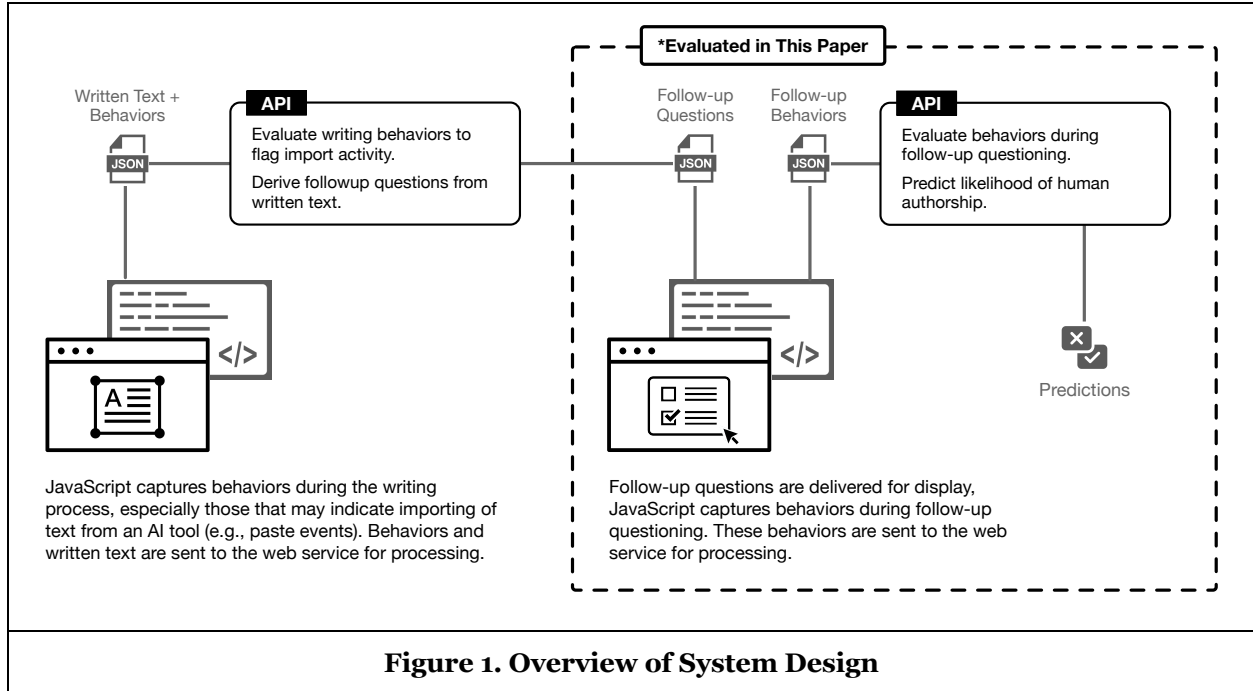 *Evaluated in This Paper
Written Text +
Behaviors
JSON
API
Evaluate writing behaviors to
flag import activity.
Derive followup questions from
written text.
Follow-up
Questions
JSON
Follow-up
Behaviors
JSON
API
Evaluate behaviors during
follow-up questioning.
Predict likelihood of human
authorship.
</>
A
</>
Predictions
JavaScript captures behaviors during the writing
process, especially those that may indicate importing of
text from an AI tool (e.g., paste events). Behaviors and
written text are sent to the web service for processing.
Follow-up questions are delivered for display,
JavaScript captures behaviors during follow-up
questioning. These behaviors are sent to the web
service for processing.
Figure 1. Overview of System Design